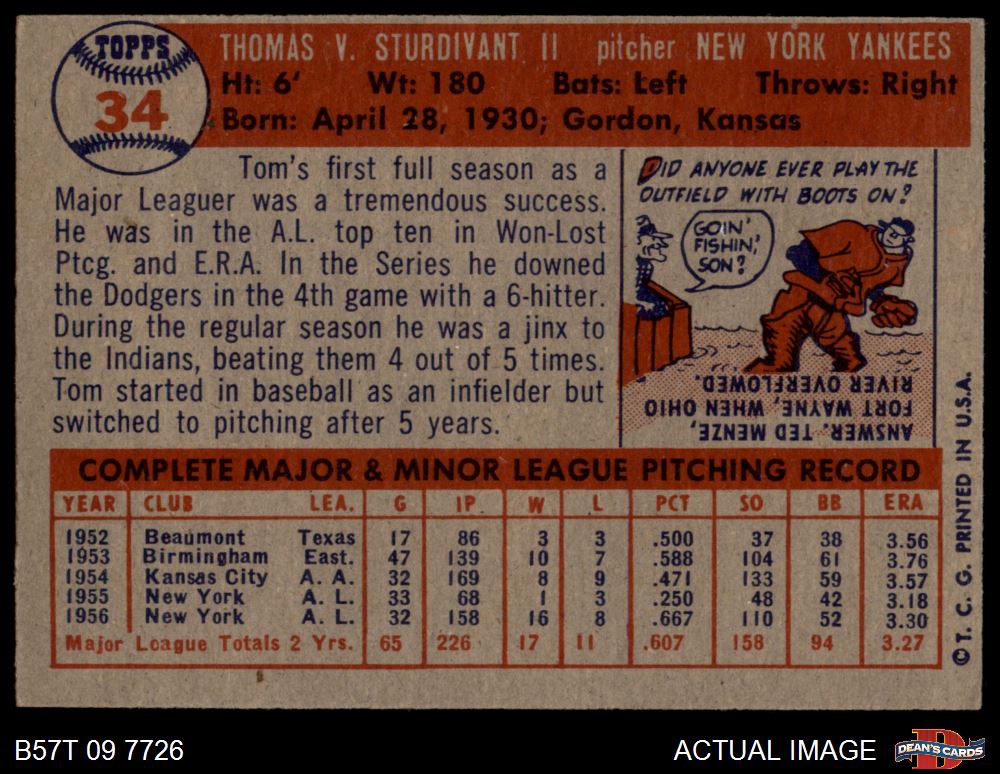 TOPPS
34
THOMAS V. STURDIVANT II pitcher NEW YORK YANKEES
Ht: 6' Wt: 180 Bats: Left Throws: Right
Born: April 28, 1930; Gordon, Kansas
Tom's first full season as a
Major Leaguer was a tremendous success.
He was in the A.L. top ten in Won-Lost
Ptcg. and E.R.A. In the Series he downed
the Dodgers in the 4th game with a 6-hitter.
During the regular season he was a jinx to
the Indians, beating them 4 out of 5 times.
Tom started in baseball as an infielder but
switched to pitching after 5 years.
DID ANYONE EVER PLAY THE
OUTFIELD WITH BOOTS ON?
GOIN'
FISHIN',
SON?
ANSWER. TED MENZE,
FORT WAYNE, WHEN OHIO
RIVER OVERFLOWED.
COMPLETE MAJOR & MINOR LEAGUE PITCHING RECORD
YEAR CLUB LEA. G IP W L PCT SO BB ERA
1952 Beaumont Texas 17 86 3 3 .500 37 38 3.56
1953 Birmingham East. 47 139 10 7 .588 104 61 3.76
1954 Kansas City A. A. 32 169 8 9 .471 133 59 3.57
1955 New York A. L. 33 68 1 3 .250 48 42 3.18
1956 New York A. L. 32 158 16 8 .667 110 52 3.30
Major League Totals 2 Yrs. 65 226 17 11 .607 158 94 3.27
© T. C. G. PRINTED IN U.S.A.
B57T 09 7726
ACTUAL IMAGE
DEAN'S CARDS